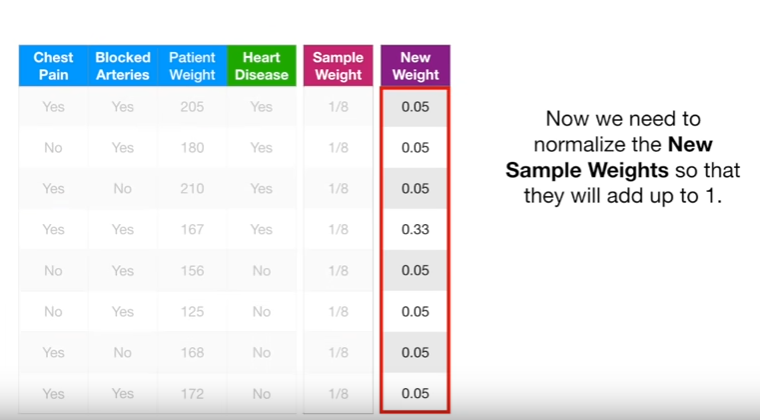 Chest Pain Blocked Arteries Patient Weight Heart Disease Sample Weight New Weight
Yes Yes 205 Yes 1/8 0.05
No Yes 180 Yes 1/8 0.05
Yes No 210 Yes 1/8 0.05
Yes Yes 167 Yes 1/8 0.33
No Yes 156 No 1/8 0.05
No Yes 125 No 1/8 0.05
Yes No 168 No 1/8 0.05
Yes Yes 172 No 1/8 0.05
Now we need to
normalize the New
Sample Weights so that
they will add up to 1.